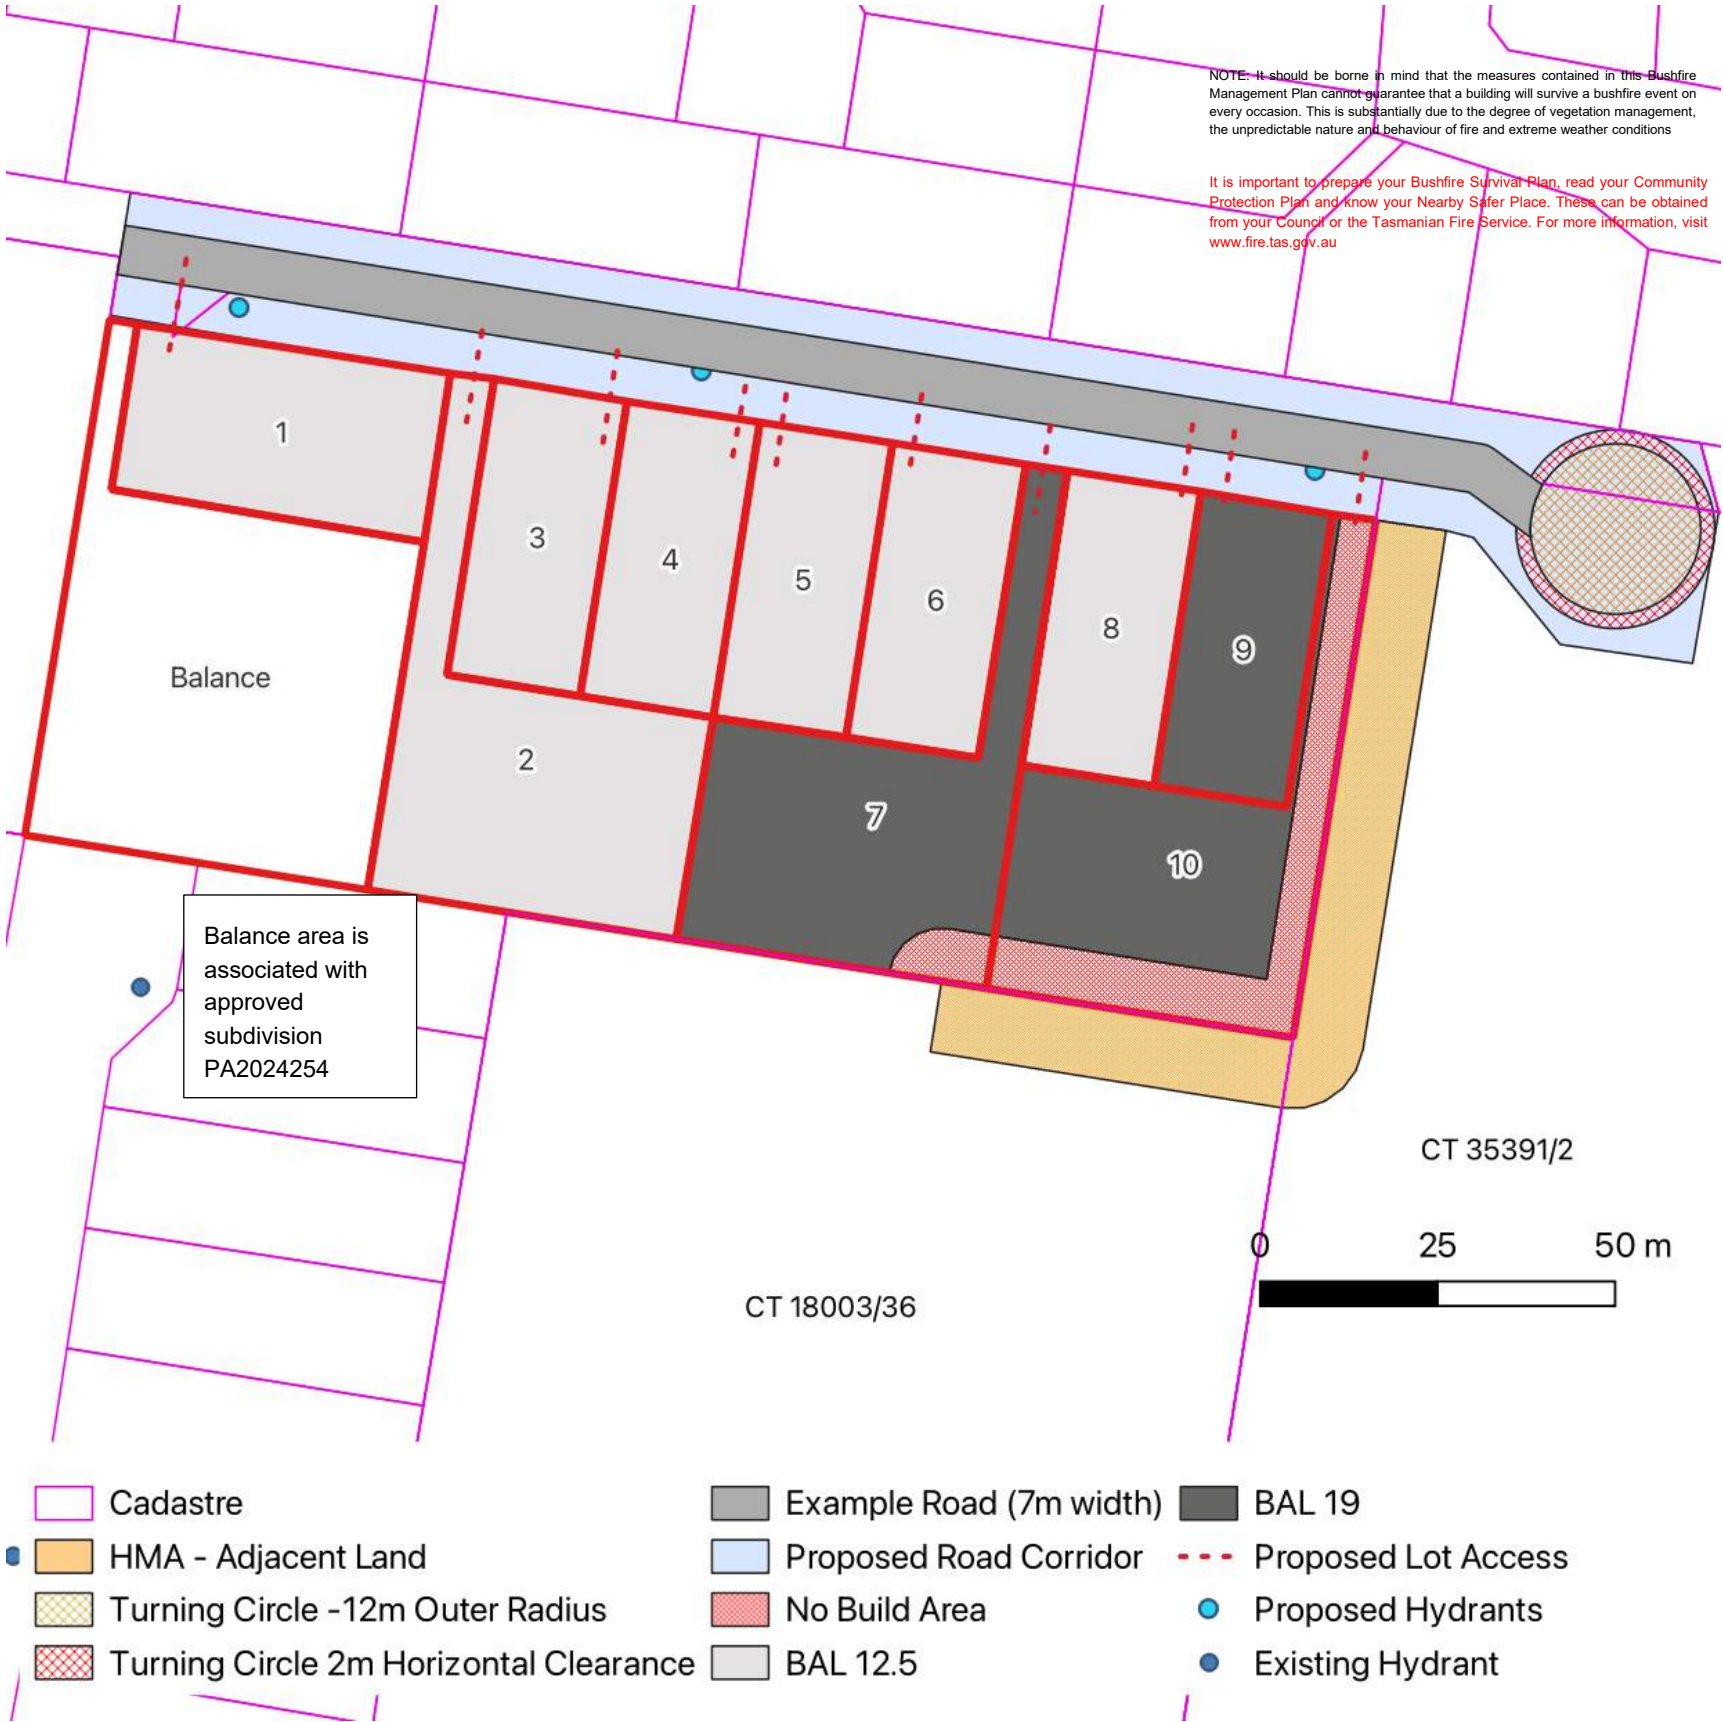 NOTE: It should be borne in mind that the measures contained in this Bushfire
Management Plan cannot guarantee that a building will survive a bushfire event on
every occasion. This is substantially due to the degree of vegetation management,
the unpredictable nature and behaviour of fire and extreme weather conditions
It is important to prepare your Bushfire Survival Plan, read your Community
Protection Plan and know your Nearby Safer Place. These can be obtained
from your Council or the Tasmanian Fire Service. For more information, visit
www.fire.tas.gov.au
1
3
4
5
6
8
9
Balance
2
7
10
Balance area is
associated with
approved
subdivision
PA2024254
CT 35391/2
0 25 50 m
CT 18003/36
Cadastre
HMA - Adjacent Land
Turning Circle -12m Outer Radius
Turning Circle 2m Horizontal Clearance
Example Road (7m width)
Proposed Road Corridor
No Build Area
BAL 12.5
BAL 19
Proposed Lot Access
Proposed Hydrants
Existing Hydrant